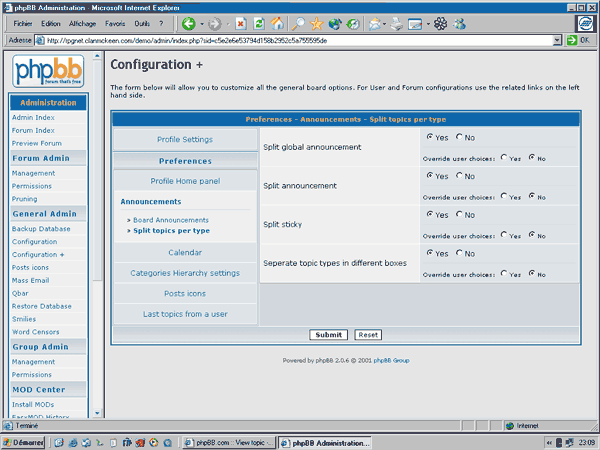 phpBB Administration - Microsoft Internet Explorer
Fichier Edition Affichage Favoris Outils ?
Adresse http://rpgnet.clanmckeen.com/demo/admin/index.php?sid=c5e2e6e53794d158b2952c5a755595de OK
phpBB
forum that's free
Administration
Admin Index
Forum Index
Preview Forum
Forum Admin
Management
Permissions
Pruning
General Admin
Backup Database
Configuration
Configuration +
Posts icons
Mass Email
Qbar
Restore Database
Smilies
Word Censors
Group Admin
Management
Permissions
MOD Center
Install MODs
EasyMOD History
Configuration +
The form below will allow you to customize all the general board options. For User and Forum configurations use the related links on the left
hand side.
Preferences - Announcements - Split topics per type
Profile Settings
Preferences
Profile Home panel
Announcements
» Board Announcements
» Split topics per type
Calendar
Categories Hierarchy settings
Posts icons
Last topics from a user
Split global announcement
Yes No
Override user choices: Yes No
Split announcement
Yes No
Override user choices: Yes No
Split sticky
Yes No
Override user choices: Yes No
Seperate topic types in different boxes
Yes No
Override user choices: Yes No
Submit Reset
Powered by phpBB 2.0.6 © 2001 phpBB Group
Terminé Internet
Démarrer phpBB.com :: View topic - ... phpBB Administration... 23:09